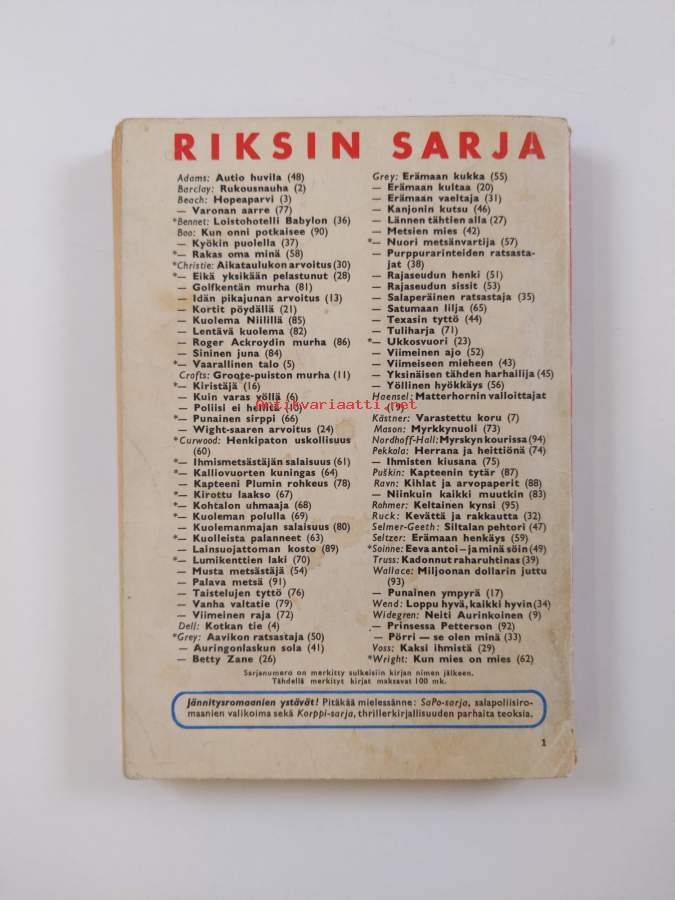 RIKSIN SARJA
Adams: Autio huvila (48)
Barclay: Rukousnauha (2)
Beach: Hopeaparvi (3)
— Varonan aarre (77)
*Bennet: Loistohotelli Babylon (36)
Boo: Kun onni potkaisee (90)
— Kyökin puolella (37)
*— Rakas oma minä (58)
*Christie: Aikataulukon arvoitus (30)
*— Eikä yksikään pelastunut (28)
— Golfkentän murha (81)
— Idän pikajunan arvoitus (13)
— Kortit pöydällä (21)
— Kuolema Niilillä (85)
— Lentävä kuolema (82)
— Roger Ackroydin murha (86)
— Sininen juna (84)
*— Vaarallinen talo (5)
Crofts: Groote-puiston murha (11)
*— Kiristäjä (16)
— Kuin varas yöllä (6)
— Poliisi ei hellitä
*— Punainen sirppi (66)
— Wight-saaren arvoitus (24)
*Curwood: Henkipaton uskollisuus
(60)
*— Ihmismetsästäjän salaisuus (61)
*— Kalliovuorten kuningas (64)
— Kapteeni Plumin rohkeus (78)
*— Kirottu laakso (67)
*— Kohtalon uhmaaja (68)
*— Kuoleman polulla (69)
— Kuolemanmajan salaisuus (80)
*— Kuolleista palanneet (63)
— Lainsuojattoman kosto (89)
*— Lumikenttien laki (70)
— Musta metsästäjä (54)
— Palava metsä (91)
— Taistelujen tyttö (76)
— Vanha valtatie (79)
— Viimeinen raja (72)
Dell: Kotkan tie (4)
*Grey: Aavikon ratsastaja (50)
— Auringonlaskun sola (41)
— Betty Zane (26)
Grey: Erämaan kukka (55)
— Erämaan kultaa (20)
— Erämaan vaeltaja (31)
— Kanjonin kutsu (46)
— Lännen tähtien alla (27)
— Metsien mies (42)
*— Nuori metsänvartija (57)
— Purppurarinteiden ratsasta-
jat (38)
— Rajaseudun henki (51)
— Rajaseudun sissit (53)
— Salaperäinen ratsastaja (35)
— Satumaan lilja (65)
— Texasin tyttö (44)
— Tuliharja (71)
*— Ukkosvuori (23)
— Viimeinen ajo (52)
— Viimeiseen mieheen (43)
— Yksinäisen tähden harhailija (45)
— Yöllinen hyökkäys (56)
Haensel: Matterhornin valloittajat
(19)
Kästner: Varastettu koru (7)
Mason: Myrkkynuoli (73)
Nordhoff-Hall: Myrskyn kourissa (94)
Pekkola: Herrana ja heittiönä (74)
— Ihmisten kiusana (75)
Puškin: Kapteenin tytär (87)
Ravn: Kihlat ja arvopaperit (88)
— Niinkuin kaikki muutkin (83)
Rohmer: Keltainen kynsi (95)
Ruck: Kevättä ja rakkautta (32)
Selmer-Geeth: Siltalan pehtori (47)
Seltzer: Erämaan henkäys (59)
*Soinne: Eeva antoi — ja minä söin (49)
Truss: Kadonnut raharuhtinas (39)
Wallace: Miljoonan dollarin juttu
(93)
— Punainen ympyrä (17)
Wend: Loppu hyvä, kaikki hyvin (34)
Widegren: Neiti Aurinkoinen (9)
— Prinsessa Petterson (92)
— Pörri — se olen minä (33)
Voss: Kaksi ihmistä (29)
*Wright: Kun mies on mies (62)
Sarjanumero on merkitty sulkeisiin kirjan nimen jälkeen.
Tähdellä merkityt kirjat maksavat 100 mk.
Jännitysromaanien ystävät! Pitäkää mielessänne: SaPo-sarja, salapoliisiro-
maanien valikoima sekä Korppi-sarja, thrillerkirjallisuuden parhaita teoksia.
1
Antikvariaatti.net